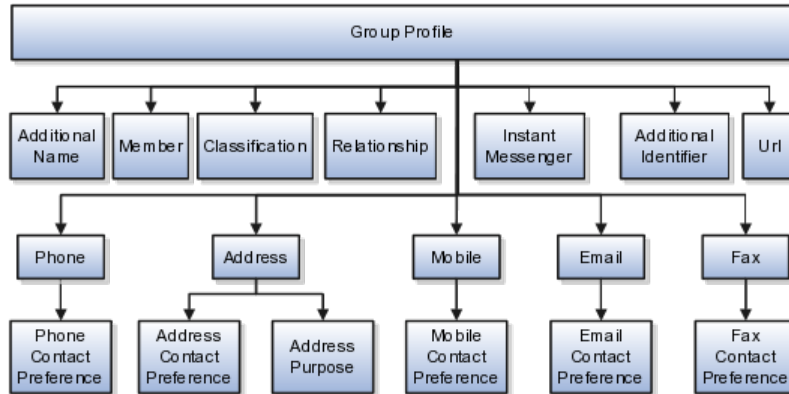 Group Profile
Additional
Name
Member
Classification
Relationship
Instant
Messenger
Additional
Identifier
Url
Phone
Address
Mobile
Email
Fax
Phone
Contact
Preference
Address
Contact
Preference
Address
Purpose
Mobile
Contact
Preference
Email
Contact
Preference
Fax
Contact
Preference